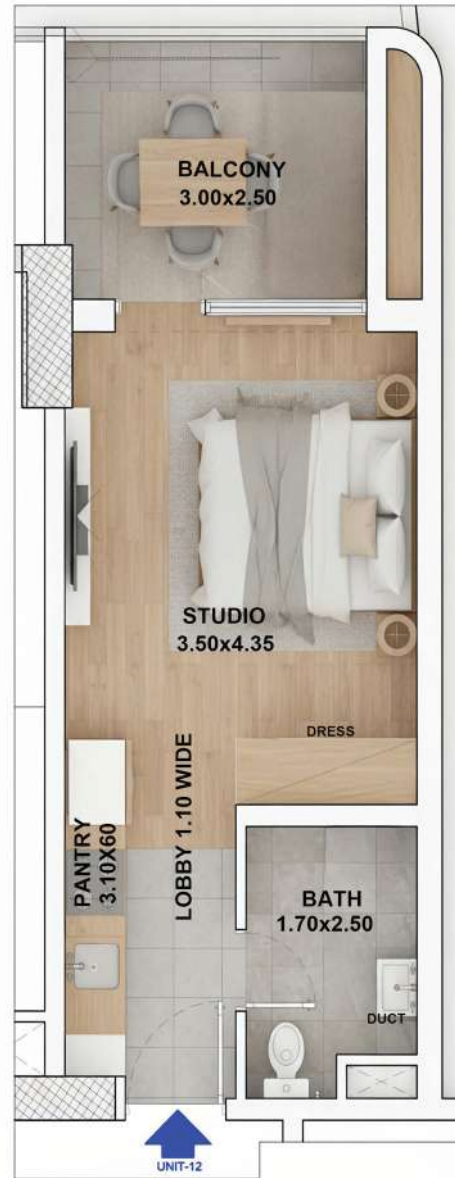 BALCONY
3.00x2.50
STUDIO
3.50x4.35
DRESS
LOBBY 1.10 WIDE
PANTRY
3.10X60
BATH
1.70x2.50
DUCT
UNIT-12